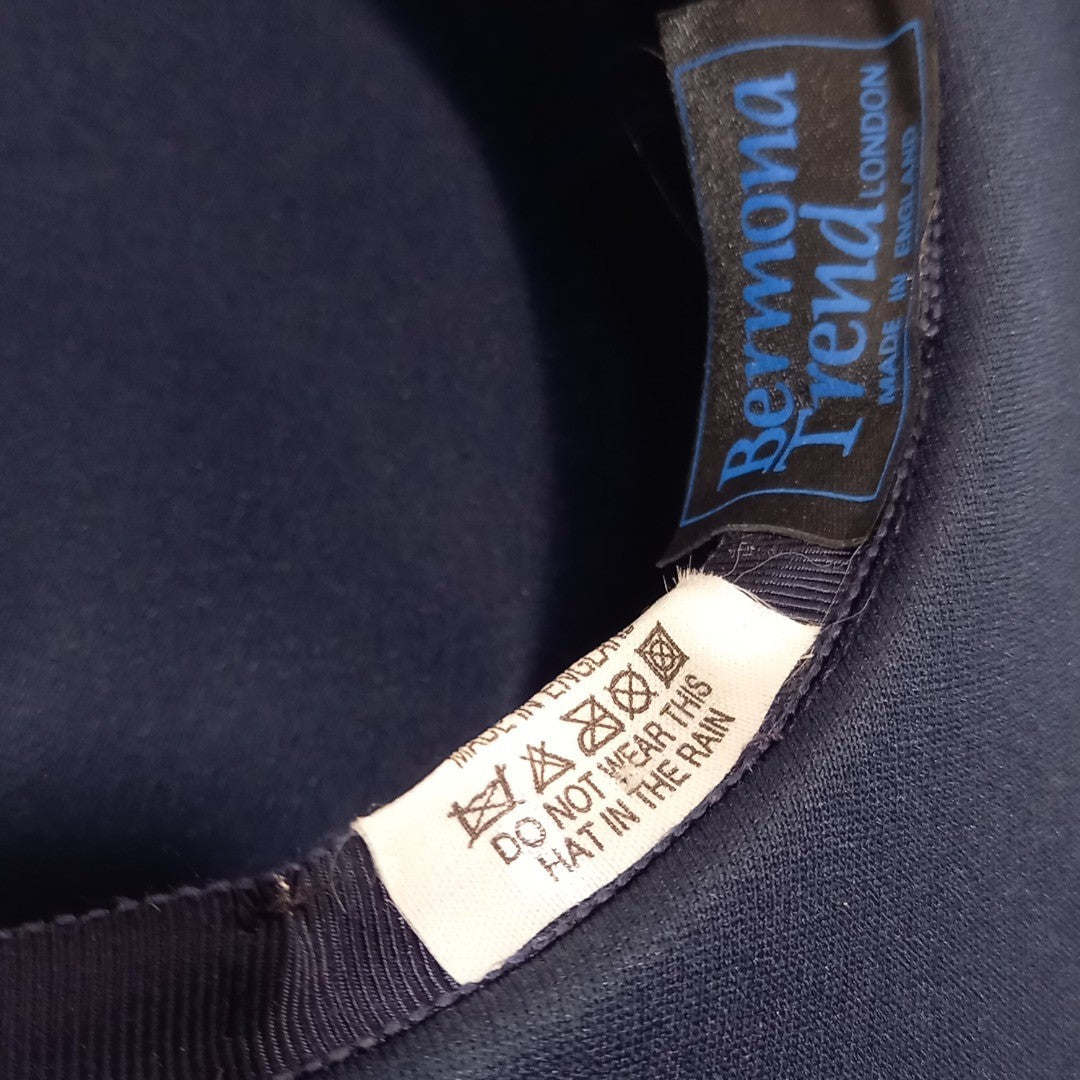 Bermona
Trend LONDON
MADE IN ENGLAND
MADE IN ENGLAND
DO NOT WEAR THIS
HAT IN THE RAIN